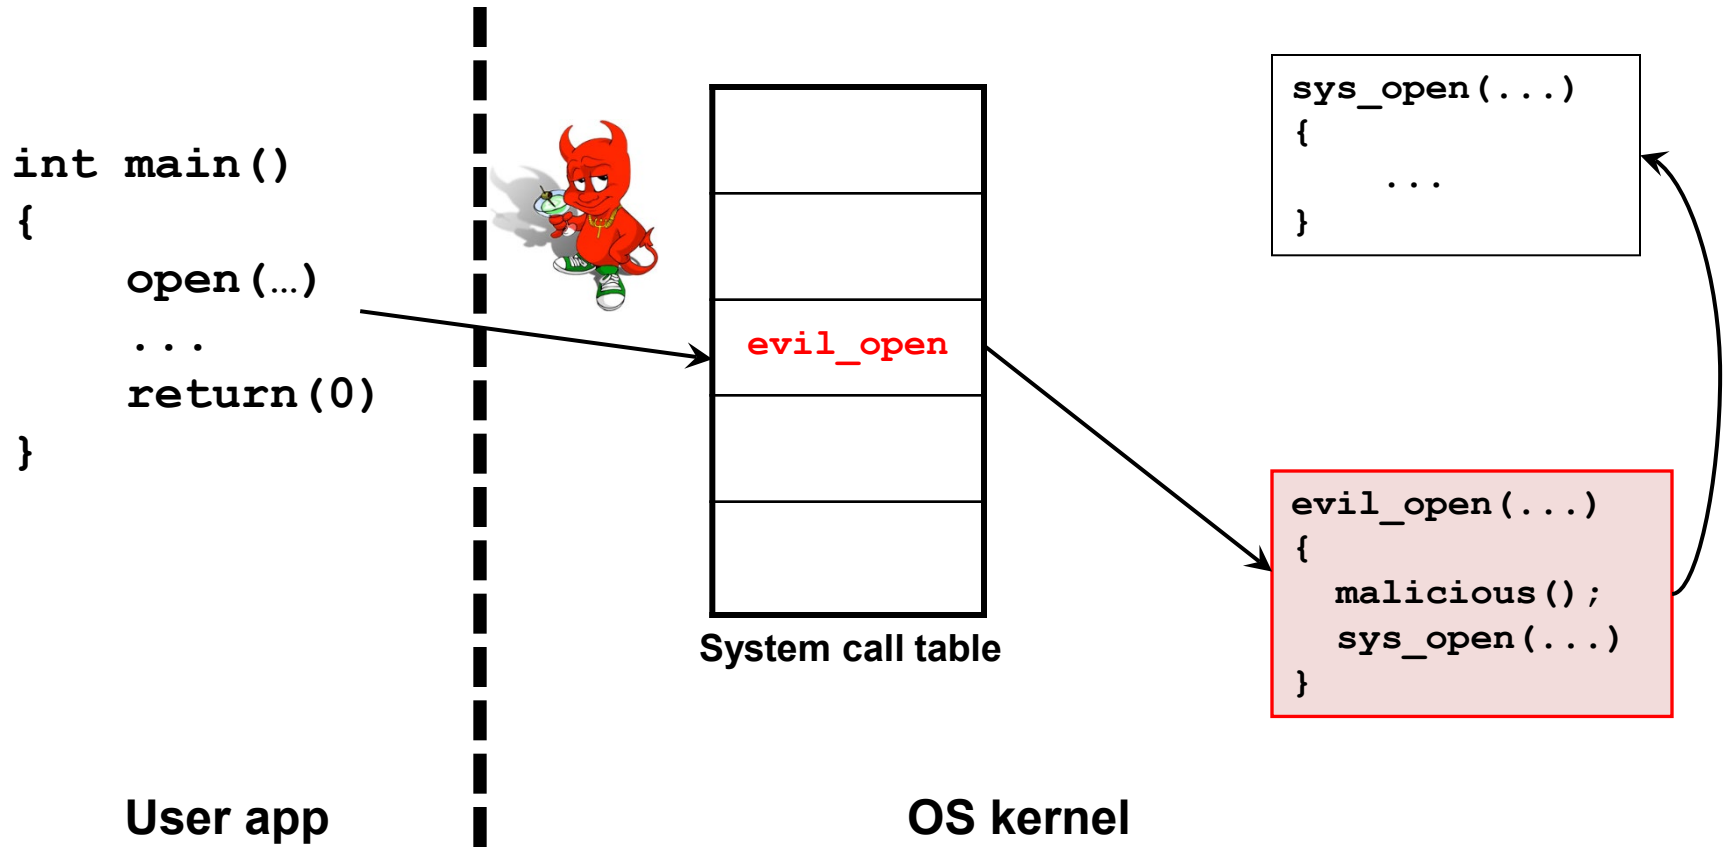 int main()
{
open(…)
...
return(0)
}
User app
evil_open
System call table
sys_open(...)
{
...
}
evil_open(...)
{
malicious();
sys_open(...)
}
OS kernel